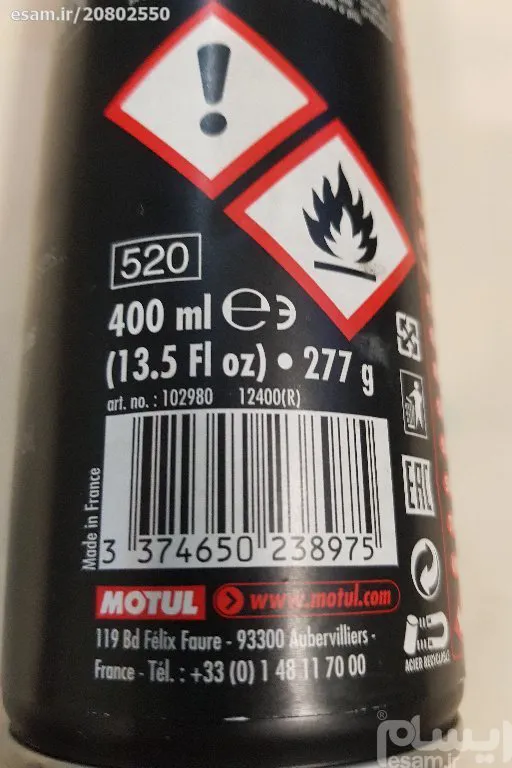 esam.ir/20802550
520
400 ml ℮ ɜ
(13.5 Fl oz) • 277 g
art. no. : 102980 12400(R)
Made in France
3 374650 238975
EAC
MOTUL www.motul.com
119 Bd Félix Faure - 93300 Aubervilliers -
France - Tél. : +33 (0) 1 48 11 70 00
ACIER RECYCLABLE
ایسام
esam.ir